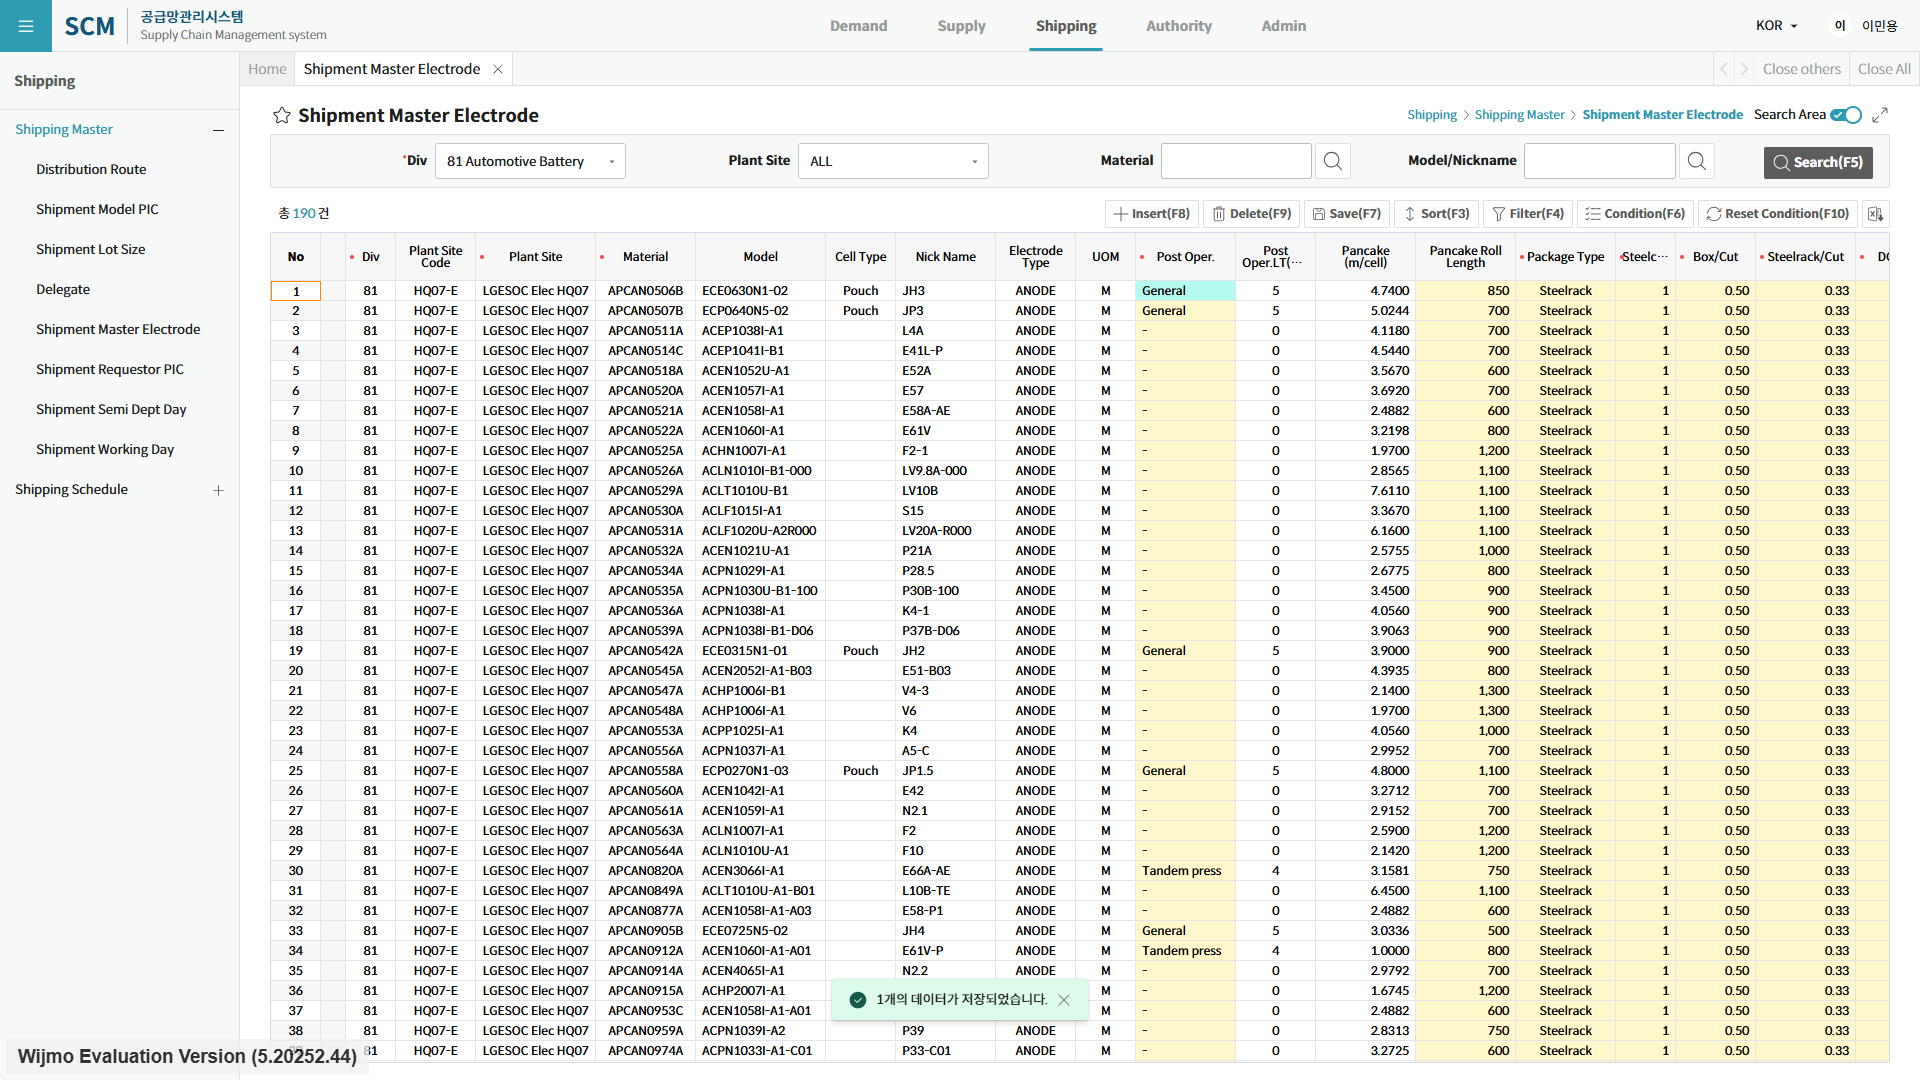 SCM 공급망관리시스템
Supply Chain Management system
Demand Supply Shipping Authority Admin
KOR 이 이민용
Shipping
Home Shipment Master Electrode
Close others Close All
Shipping Master
Distribution Route
Shipment Model PIC
Shipment Lot Size
Delegate
Shipment Master Electrode
Shipment Requestor PIC
Shipment Semi Dept Day
Shipment Working Day
Shipping Schedule
Shipment Master Electrode
Shipping > Shipping Master > Shipment Master Electrode Search Area
*Div 81 Automotive Battery Plant Site ALL Material Model/Nickname Search(F5)
총 190 건
Insert(F8) Delete(F9) Save(F7) Sort(F3) Filter(F4) Condition(F6) Reset Condition(F10)
No Div Plant Site Code Plant Site Material Model Cell Type Nick Name Electrode Type UOM Post Oper. Post Oper.LT(··· Pancake (m/cell) Pancake Roll Length Package Type Steelc··· Box/Cut Steelrack/Cut
1 81 HQ07-E LGESOC Elec HQ07 APCAN0506B ECE0630N1-02 Pouch JH3 ANODE M General 5 4.7400 850 Steelrack 1 0.50 0.33
2 81 HQ07-E LGESOC Elec HQ07 APCAN0507B ECP0640N5-02 Pouch JP3 ANODE M General 5 5.0244 700 Steelrack 1 0.50 0.33
3 81 HQ07-E LGESOC Elec HQ07 APCAN0511A ACEP1038I-A1 L4A ANODE M - 0 4.1180 700 Steelrack 1 0.50 0.33
4 81 HQ07-E LGESOC Elec HQ07 APCAN0514C ACEP1041I-B1 E41L-P ANODE M - 0 4.5440 700 Steelrack 1 0.50 0.33
5 81 HQ07-E LGESOC Elec HQ07 APCAN0518A ACEN1052U-A1 E52A ANODE M - 0 3.5670 600 Steelrack 1 0.50 0.33
6 81 HQ07-E LGESOC Elec HQ07 APCAN0520A ACEN1057I-A1 E57 ANODE M - 0 3.6920 700 Steelrack 1 0.50 0.33
7 81 HQ07-E LGESOC Elec HQ07 APCAN0521A ACEN1058I-A1 E58A-AE ANODE M - 0 2.4882 600 Steelrack 1 0.50 0.33
8 81 HQ07-E LGESOC Elec HQ07 APCAN0522A ACEN1060I-A1 E61V ANODE M - 0 3.2198 800 Steelrack 1 0.50 0.33
9 81 HQ07-E LGESOC Elec HQ07 APCAN0525A ACHN1007I-A1 F2-1 ANODE M - 0 1.9700 1,200 Steelrack 1 0.50 0.33
10 81 HQ07-E LGESOC Elec HQ07 APCAN0526A ACLN1010I-B1-000 LV9.8A-000 ANODE M - 0 2.8565 1,100 Steelrack 1 0.50 0.33
11 81 HQ07-E LGESOC Elec HQ07 APCAN0529A ACLT1010U-B1 LV10B ANODE M - 0 7.6110 1,100 Steelrack 1 0.50 0.33
12 81 HQ07-E LGESOC Elec HQ07 APCAN0530A ACLF1015I-A1 S15 ANODE M - 0 3.3670 1,100 Steelrack 1 0.50 0.33
13 81 HQ07-E LGESOC Elec HQ07 APCAN0531A ACLF1020U-A2R000 LV20A-R000 ANODE M - 0 6.1600 1,100 Steelrack 1 0.50 0.33
14 81 HQ07-E LGESOC Elec HQ07 APCAN0532A ACEN1021U-A1 P21A ANODE M - 0 2.5755 1,000 Steelrack 1 0.50 0.33
15 81 HQ07-E LGESOC Elec HQ07 APCAN0534A ACPN1029I-A1 P28.5 ANODE M - 0 2.6775 800 Steelrack 1 0.50 0.33
16 81 HQ07-E LGESOC Elec HQ07 APCAN0535A ACPN1030U-B1-100 P30B-100 ANODE M - 0 3.4500 900 Steelrack 1 0.50 0.33
17 81 HQ07-E LGESOC Elec HQ07 APCAN0536A ACPN1038I-A1 K4-1 ANODE M - 0 4.0560 900 Steelrack 1 0.50 0.33
18 81 HQ07-E LGESOC Elec HQ07 APCAN0539A ACPN1038I-B1-D06 P37B-D06 ANODE M - 0 3.9063 900 Steelrack 1 0.50 0.33
19 81 HQ07-E LGESOC Elec HQ07 APCAN0542A ECE0315N1-01 Pouch JH2 ANODE M General 5 3.9000 900 Steelrack 1 0.50 0.33
20 81 HQ07-E LGESOC Elec HQ07 APCAN0545A ACEN2052I-A1-B03 E51-B03 ANODE M - 0 4.3935 800 Steelrack 1 0.50 0.33
21 81 HQ07-E LGESOC Elec HQ07 APCAN0547A ACHP1006I-B1 V4-3 ANODE M - 0 2.1400 1,300 Steelrack 1 0.50 0.33
22 81 HQ07-E LGESOC Elec HQ07 APCAN0548A ACHP1006I-A1 V6 ANODE M - 0 1.9700 1,300 Steelrack 1 0.50 0.33
23 81 HQ07-E LGESOC Elec HQ07 APCAN0553A ACPP1025I-A1 K4 ANODE M - 0 4.0560 1,000 Steelrack 1 0.50 0.33
24 81 HQ07-E LGESOC Elec HQ07 APCAN0556A ACPN1037I-A1 A5-C ANODE M - 0 2.9952 700 Steelrack 1 0.50 0.33
25 81 HQ07-E LGESOC Elec HQ07 APCAN0558A ECP0270N1-03 Pouch JP1.5 ANODE M General 5 4.8000 1,100 Steelrack 1 0.50 0.33
26 81 HQ07-E LGESOC Elec HQ07 APCAN0560A ACEN1042I-A1 E42 ANODE M - 0 3.2712 700 Steelrack 1 0.50 0.33
27 81 HQ07-E LGESOC Elec HQ07 APCAN0561A ACEN1059I-A1 N2.1 ANODE M - 0 2.9152 700 Steelrack 1 0.50 0.33
28 81 HQ07-E LGESOC Elec HQ07 APCAN0563A ACLN1007I-A1 F2 ANODE M - 0 2.5900 1,200 Steelrack 1 0.50 0.33
29 81 HQ07-E LGESOC Elec HQ07 APCAN0564A ACLN1010U-A1 F10 ANODE M - 0 2.1420 1,200 Steelrack 1 0.50 0.33
30 81 HQ07-E LGESOC Elec HQ07 APCAN0820A ACEN3066I-A1 E66A-AE ANODE M Tandem press 4 3.1581 750 Steelrack 1 0.50 0.33
31 81 HQ07-E LGESOC Elec HQ07 APCAN0849A ACLT1010U-A1-B01 L10B-TE ANODE M - 0 6.4500 1,100 Steelrack 1 0.50 0.33
32 81 HQ07-E LGESOC Elec HQ07 APCAN0877A ACEN1058I-A1-A03 E58-P1 ANODE M - 0 2.4882 600 Steelrack 1 0.50 0.33
33 81 HQ07-E LGESOC Elec HQ07 APCAN0905B ECE0725N5-02 JH4 ANODE M General 5 3.0336 500 Steelrack 1 0.50 0.33
34 81 HQ07-E LGESOC Elec HQ07 APCAN0912A ACEN1060I-A1-A01 E61V-P ANODE M Tandem press 4 1.0000 800 Steelrack 1 0.50 0.33
35 81 HQ07-E LGESOC Elec HQ07 APCAN0914A ACEN4065I-A1 N2.2 ANODE M - 0 2.9792 700 Steelrack 1 0.50 0.33
36 81 HQ07-E LGESOC Elec HQ07 APCAN0915A ACHP2007I-A1 - 0 1.6745 1,200 Steelrack 1 0.50 0.33
37 81 HQ07-E LGESOC Elec HQ07 APCAN0953C ACEN1058I-A1-A01 - 0 2.4882 600 Steelrack 1 0.50 0.33
38 81 HQ07-E LGESOC Elec HQ07 APCAN0959A ACPN1039I-A2 P39 ANODE M - 0 2.8313 750 Steelrack 1 0.50 0.33
81 HQ07-E LGESOC Elec HQ07 APCAN0974A ACPN1033I-A1-C01 P33-C01 ANODE M - 0 3.2725 600 Steelrack 1 0.50 0.33
1개의 데이터가 저장되었습니다.
Wijmo Evaluation Version (5.20252.44)